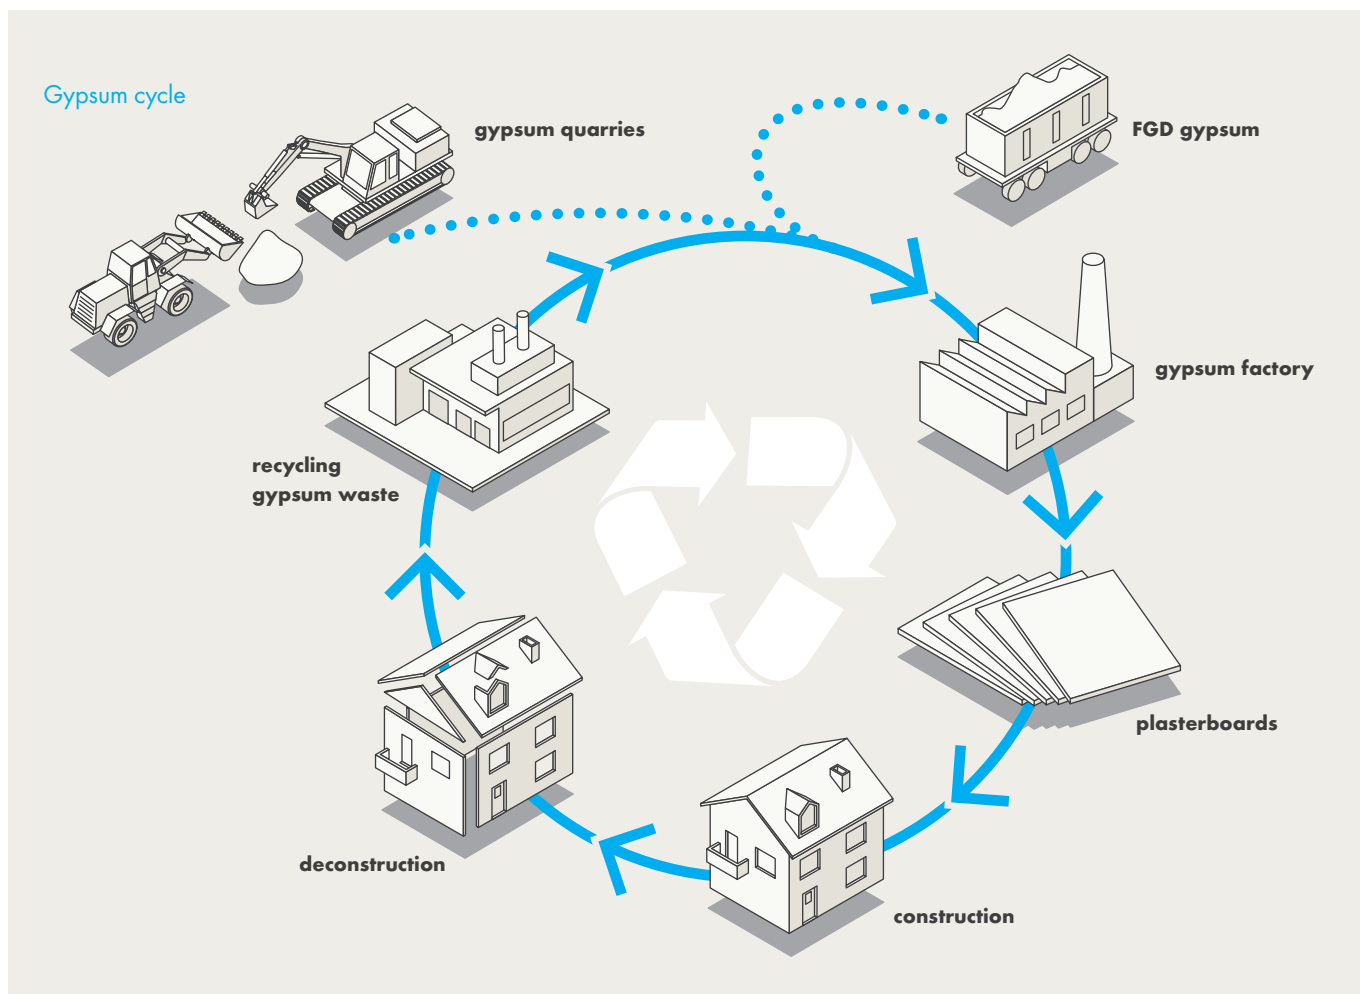 Gypsum cycle
gypsum quarries
FGD gypsum
gypsum factory
recycling
gypsum waste
plasterboards
deconstruction
construction